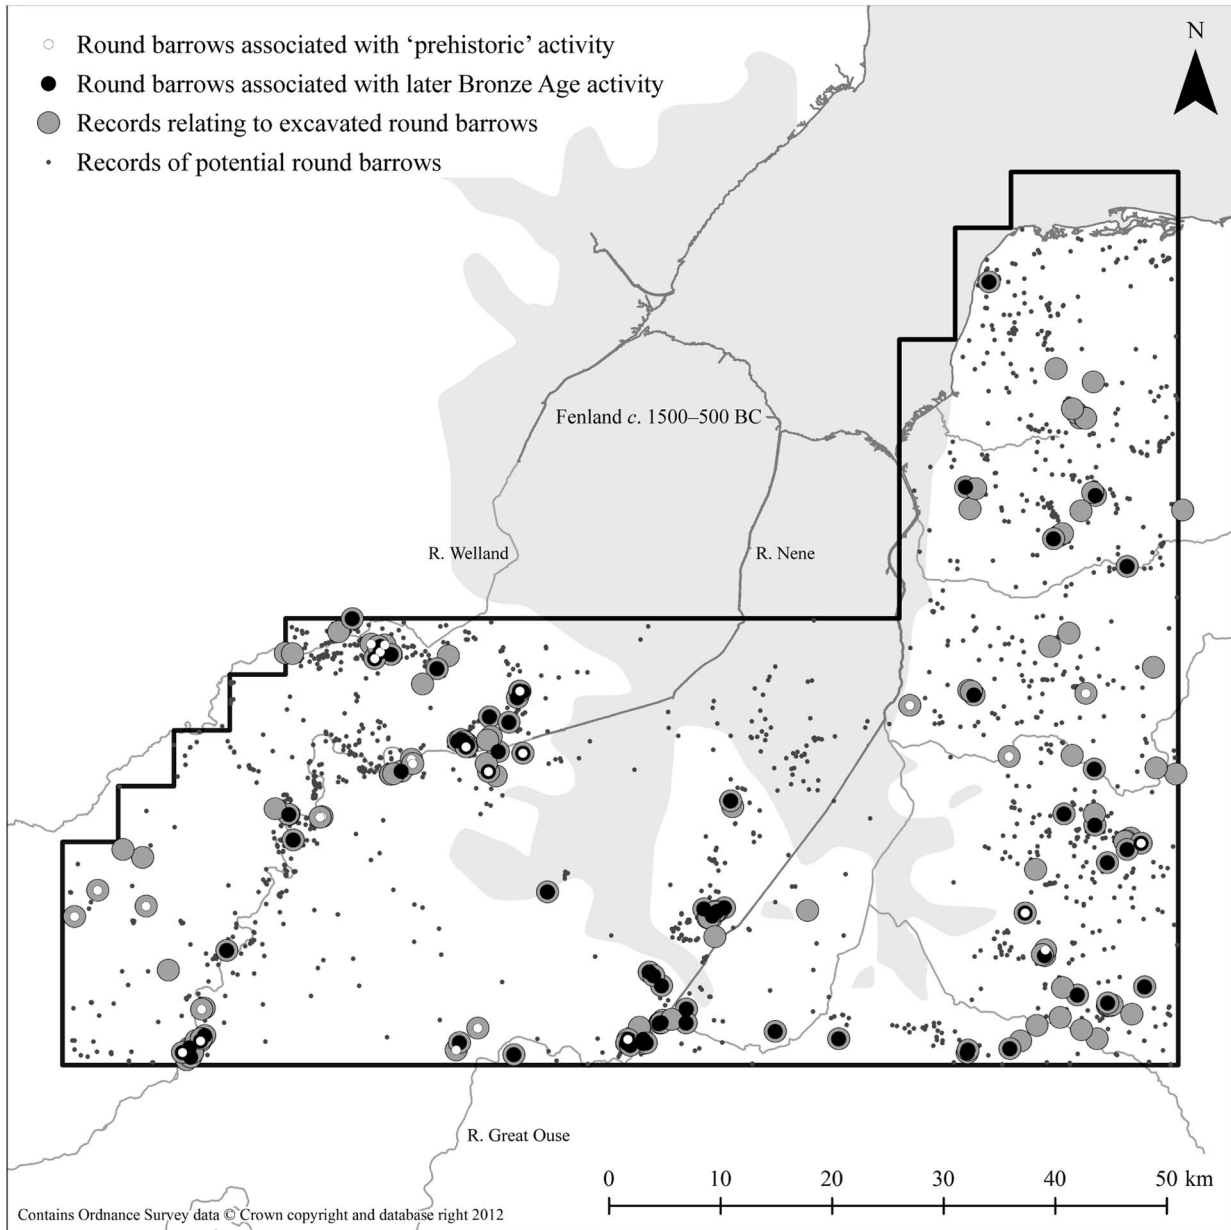 Round barrows associated with ‘prehistoric’ activity
Round barrows associated with later Bronze Age activity
Records relating to excavated round barrows
Records of potential round barrows
N
Fenland c. 1500–500 BC
R. Welland
R. Nene
R. Great Ouse
0 10 20 30 40 50 km
Contains Ordnance Survey data © Crown copyright and database right 2012